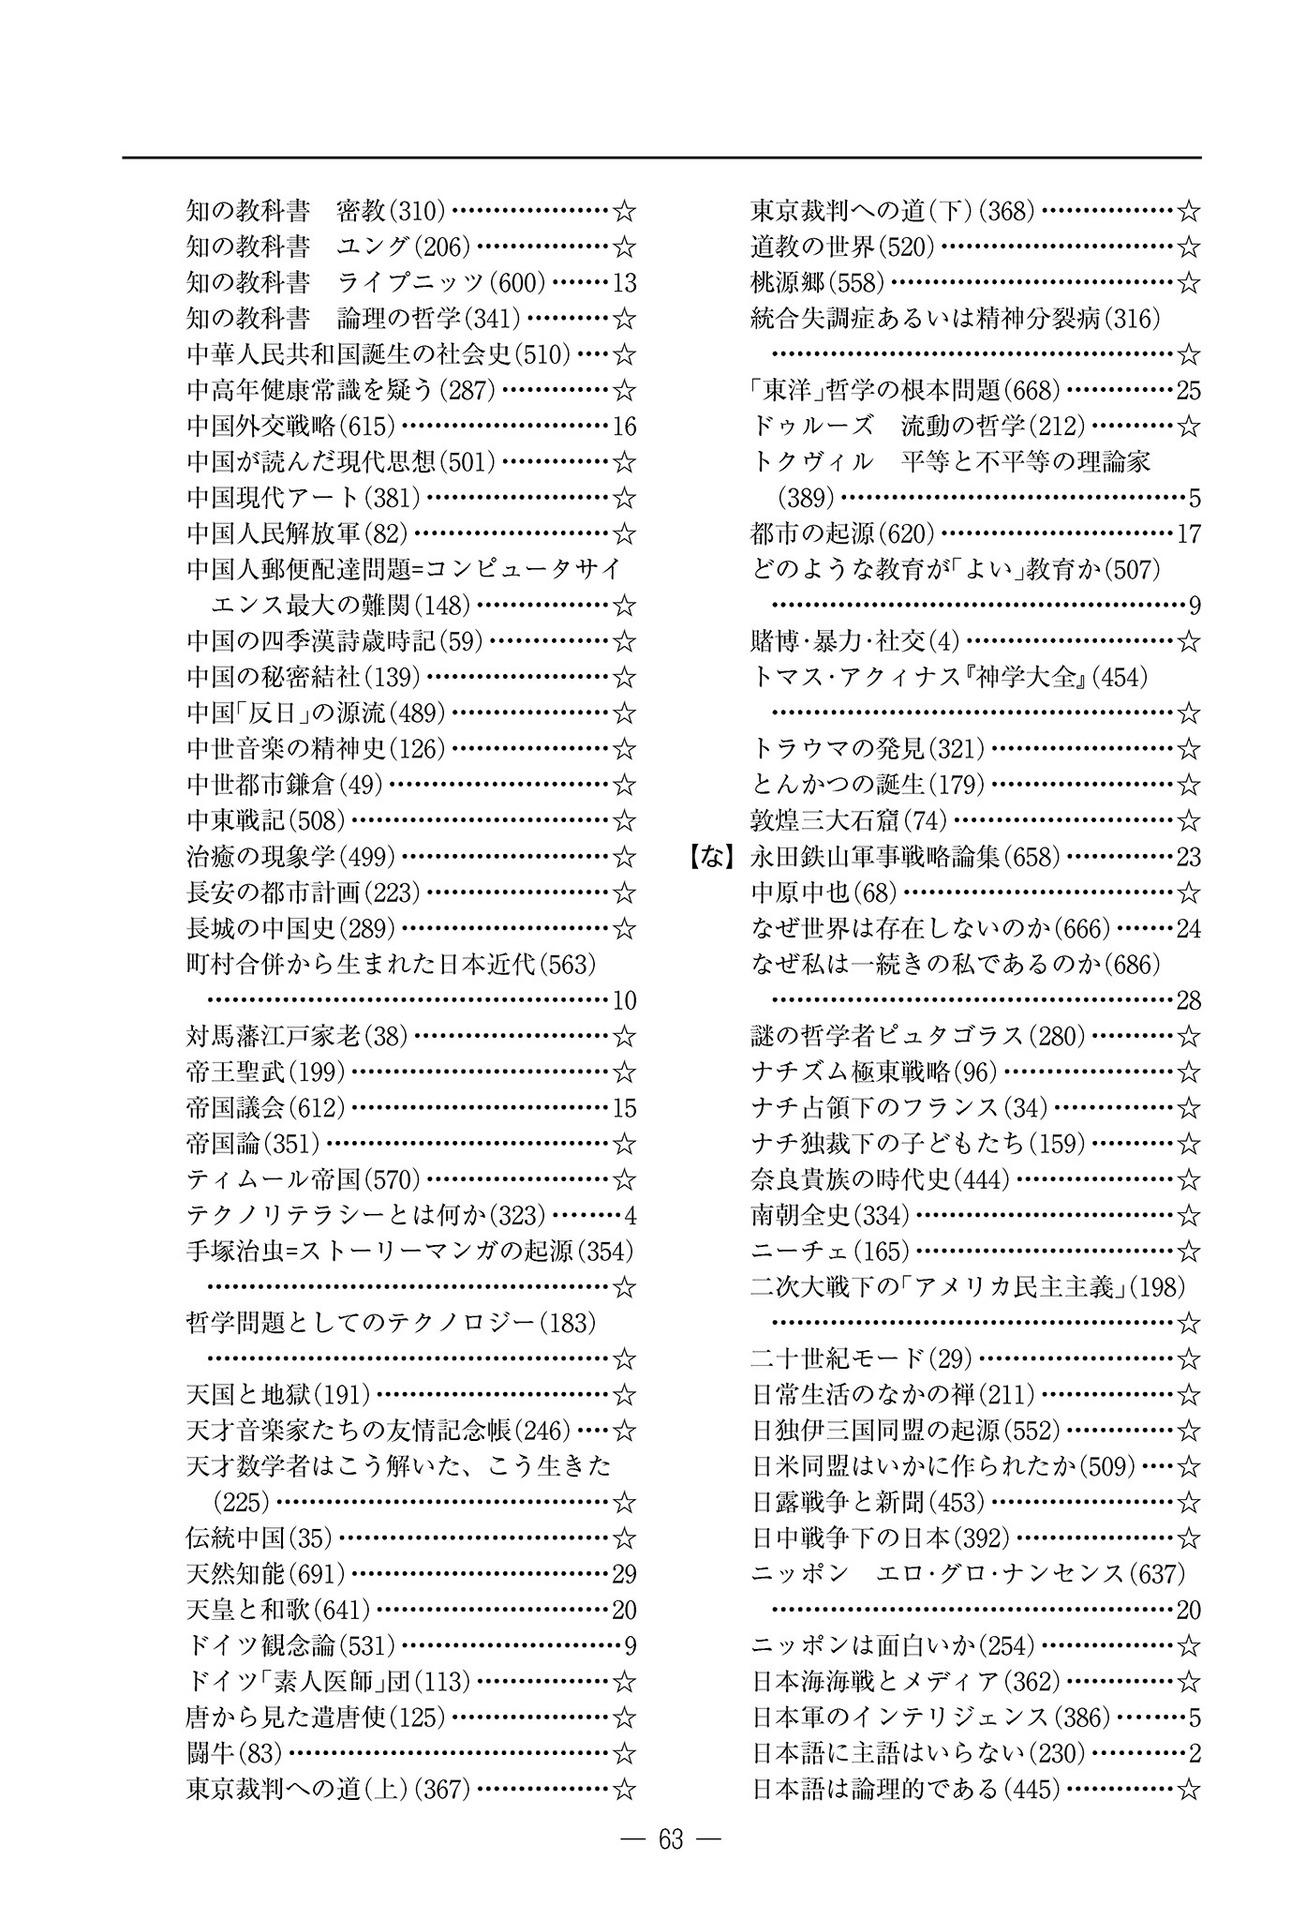 知の教科書　密教(310)…………………☆
知の教科書　ユング(206)………………☆
知の教科書　ライプニッツ(600)……13
知の教科書　論理の哲学(341)…………☆
中華人民共和国誕生の社会史(510)…☆
中高年健康常識を疑う(287)……………☆
中国外交戦略(615)………………………16
中国が読んだ現代思想(501)……………☆
中国現代アート(381)……………………☆
中国人民解放軍(82)………………………☆
中国人郵便配達問題=コンピュータサイ
エンス最大の難関(148)………………☆
中国の四季漢詩歳時記(59)………………☆
中国の秘密結社(139)……………………☆
中国「反日」の源流(489)…………………☆
中世音楽の精神史(126)…………………☆
中世都市鎌倉(49)…………………………☆
中東戦記(508)……………………………☆
治癒の現象学(499)………………………☆
長安の都市計画(223)……………………☆
長城の中国史(289)………………………☆
町村合併から生まれた日本近代(563)
…………………………………………10
対馬藩江戸家老(38)………………………☆
帝王聖武(199)……………………………☆
帝国議会(612)……………………………15
帝国論(351)………………………………☆
ティムール帝国(570)……………………☆
テクノリテラシーとは何か(323)………4
手塚治虫=ストーリーマンガの起源(354)
…………………………………………☆
哲学問題としてのテクノロジー(183)
…………………………………………☆
天国と地獄(191)…………………………☆
天才音楽家たちの友情記念帳(246)…☆
天才数学者はこう解いた、こう生きた
(225)…………………………………☆
伝統中国(35)………………………………☆
天然知能(691)……………………………29
天皇と和歌(641)…………………………20
ドイツ観念論(531)………………………9
ドイツ「素人医師」団(113)………………☆
唐から見た遣唐使(125)…………………☆
闘牛(83)……………………………………☆
東京裁判への道(上)(367)………………☆
東京裁判への道(下)(368)………………☆
道教の世界(520)…………………………☆
桃源郷(558)………………………………☆
統合失調症あるいは精神分裂病(316)
…………………………………………☆
「東洋」哲学の根本問題(668)……………25
ドゥルーズ　流動の哲学(212)…………☆
トクヴィル　平等と不平等の理論家
(389)……………………………………5
都市の起源(620)…………………………17
どのような教育が「よい」教育か(507)
……………………………………………9
賭博・暴力・社交(4)………………………☆
トマス・アクィナス『神学大全』(454)
…………………………………………☆
トラウマの発見(321)……………………☆
とんかつの誕生(179)……………………☆
敦煌三大石窟(74)…………………………☆
【な】永田鉄山軍事戦略論集(658)…………23
中原中也(68)………………………………☆
なぜ世界は存在しないのか(666)……24
なぜ私は一続きの私であるのか(686)
…………………………………………28
謎の哲学者ピュタゴラス(280)…………☆
ナチズム極東戦略(96)……………………☆
ナチ占領下のフランス(34)………………☆
ナチ独裁下の子どもたち(159)…………☆
奈良貴族の時代史(444)…………………☆
南朝全史(334)……………………………☆
ニーチェ(165)……………………………☆
二次大戦下の「アメリカ民主主義」(198)
…………………………………………☆
二十世紀モード(29)………………………☆
日常生活のなかの禅(211)………………☆
日独伊三国同盟の起源(552)……………☆
日米同盟はいかに作られたか(509)…☆
日露戦争と新聞(453)……………………☆
日中戦争下の日本(392)…………………☆
ニッポン　エロ・グロ・ナンセンス(637)
…………………………………………20
ニッポンは面白いか(254)………………☆
日本海海戦とメディア(362)……………☆
日本軍のインテリジェンス(386)………5
日本語に主語はいらない(230)…………2
日本語は論理的である(445)……………☆
― 63 ―